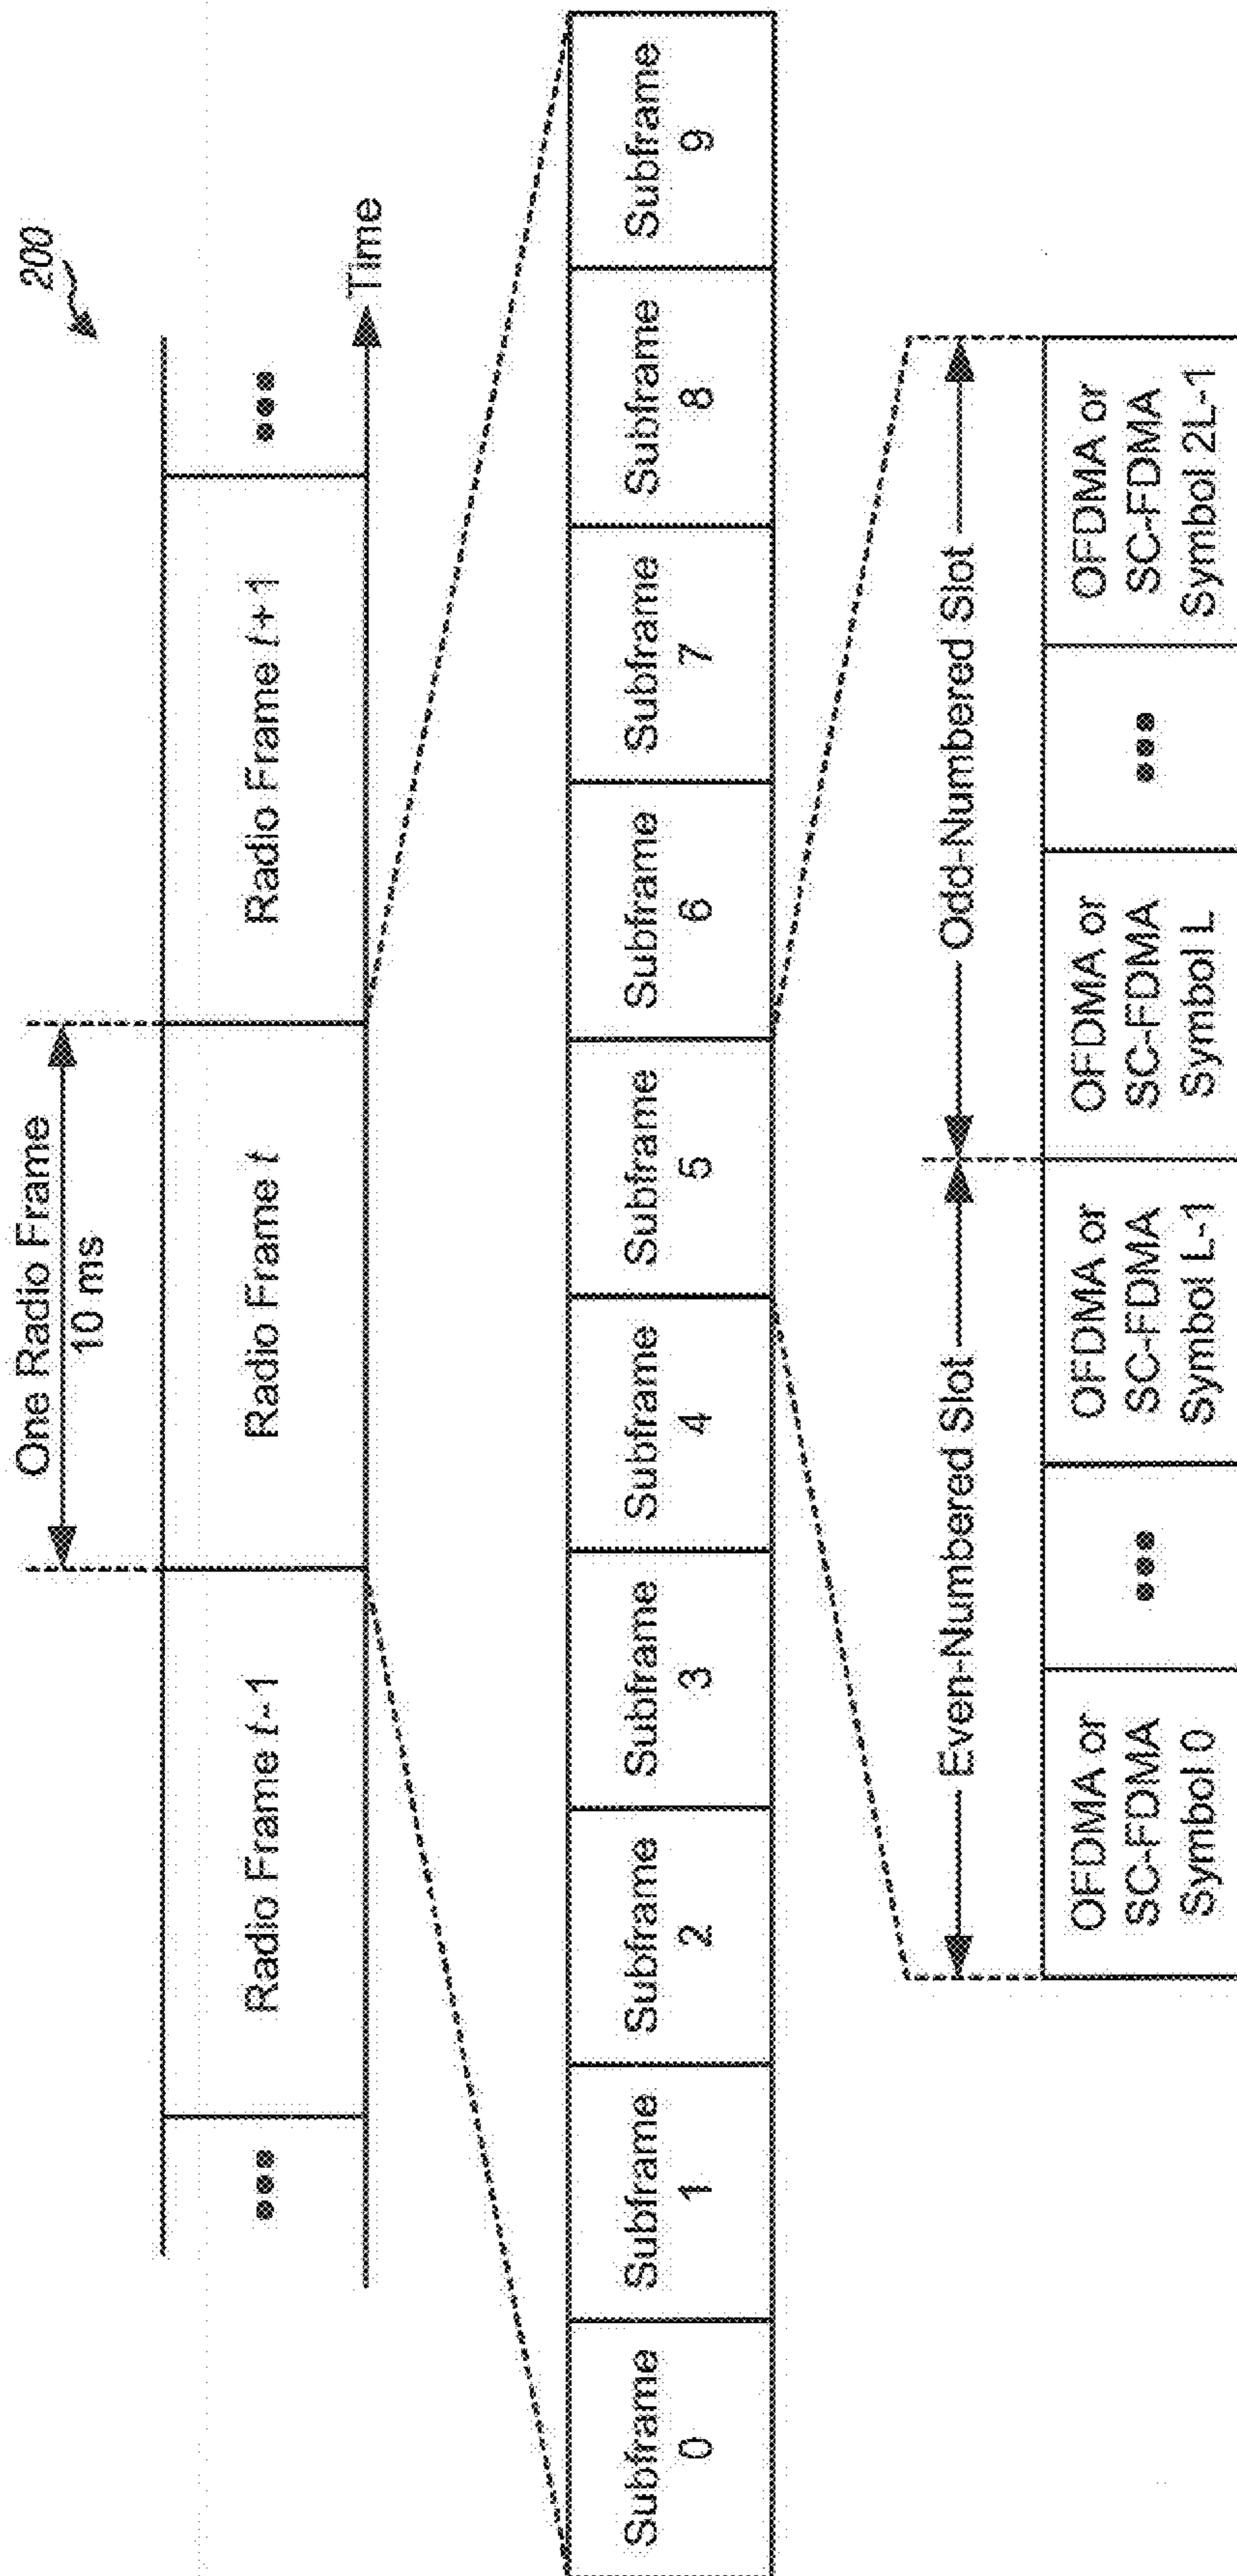 200
One Radio Frame
10 ms
•••
Radio Frame t-1
Radio Frame t
Radio Frame t+1
•••
Time
Subframe
0
Subframe
1
Subframe
2
Subframe
3
Subframe
4
Subframe
5
Subframe
6
Subframe
7
Subframe
8
Subframe
9
Even-Numbered Slot
Odd-Numbered Slot
OFDMA or
SC-FDMA
Symbol 0
•••
OFDMA or
SC-FDMA
Symbol L-1
OFDMA or
SC-FDMA
Symbol L
•••
OFDMA or
SC-FDMA
Symbol 2L-1